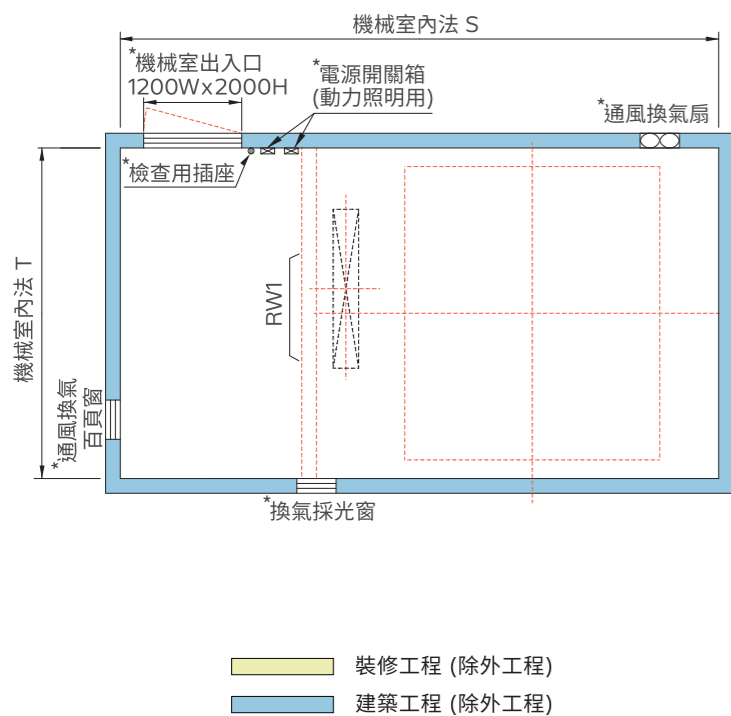 機械室內法 S
*機械室出入口
1200Wx2000H
*電源開關箱
(動力照明用)
*通風換氣扇
*檢查用插座
機械室內法 T
RW1
*通風換氣
百頁窗
*換氣採光窗
裝修工程 (除外工程)
建築工程 (除外工程)